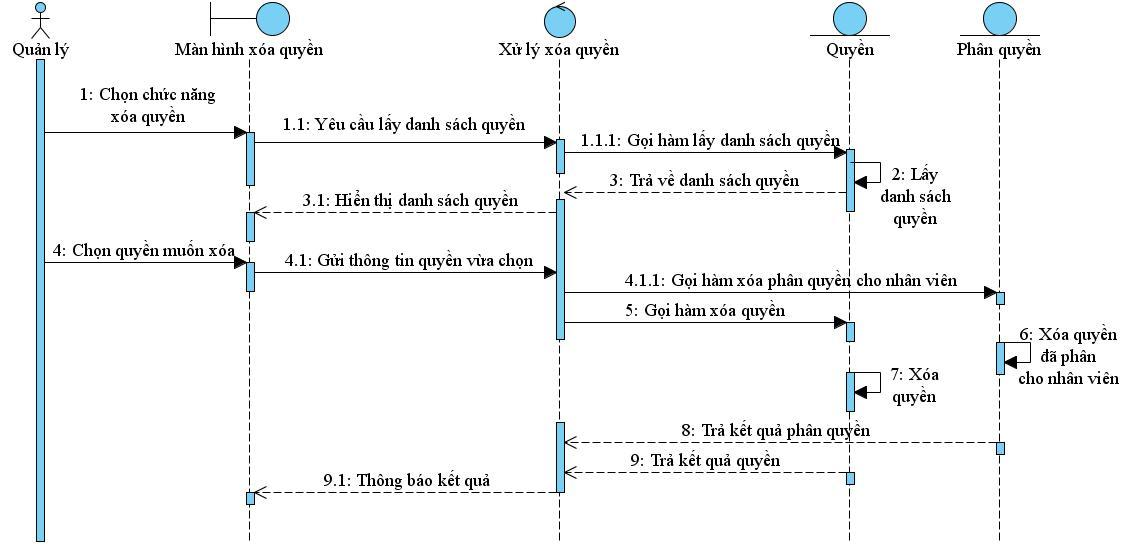 Quản lý
Màn hình xóa quyền
Xử lý xóa quyền
Quyền
Phân quyền
1: Chọn chức năng
xóa quyền
1.1: Yêu cầu lấy danh sách quyền
1.1.1: Gọi hàm lấy danh sách quyền
2: Lấy
danh sách
quyền
3: Trả về danh sách quyền
3.1: Hiển thị danh sách quyền
4: Chọn quyền muốn xóa
4.1: Gửi thông tin quyền vừa chọn
4.1.1: Gọi hàm xóa phân quyền cho nhân viên
5: Gọi hàm xóa quyền
6: Xóa quyền
đã phân
cho nhân viên
7: Xóa
quyền
8: Trả kết quả phân quyền
9: Trả kết quả quyền
9.1: Thông báo kết quả